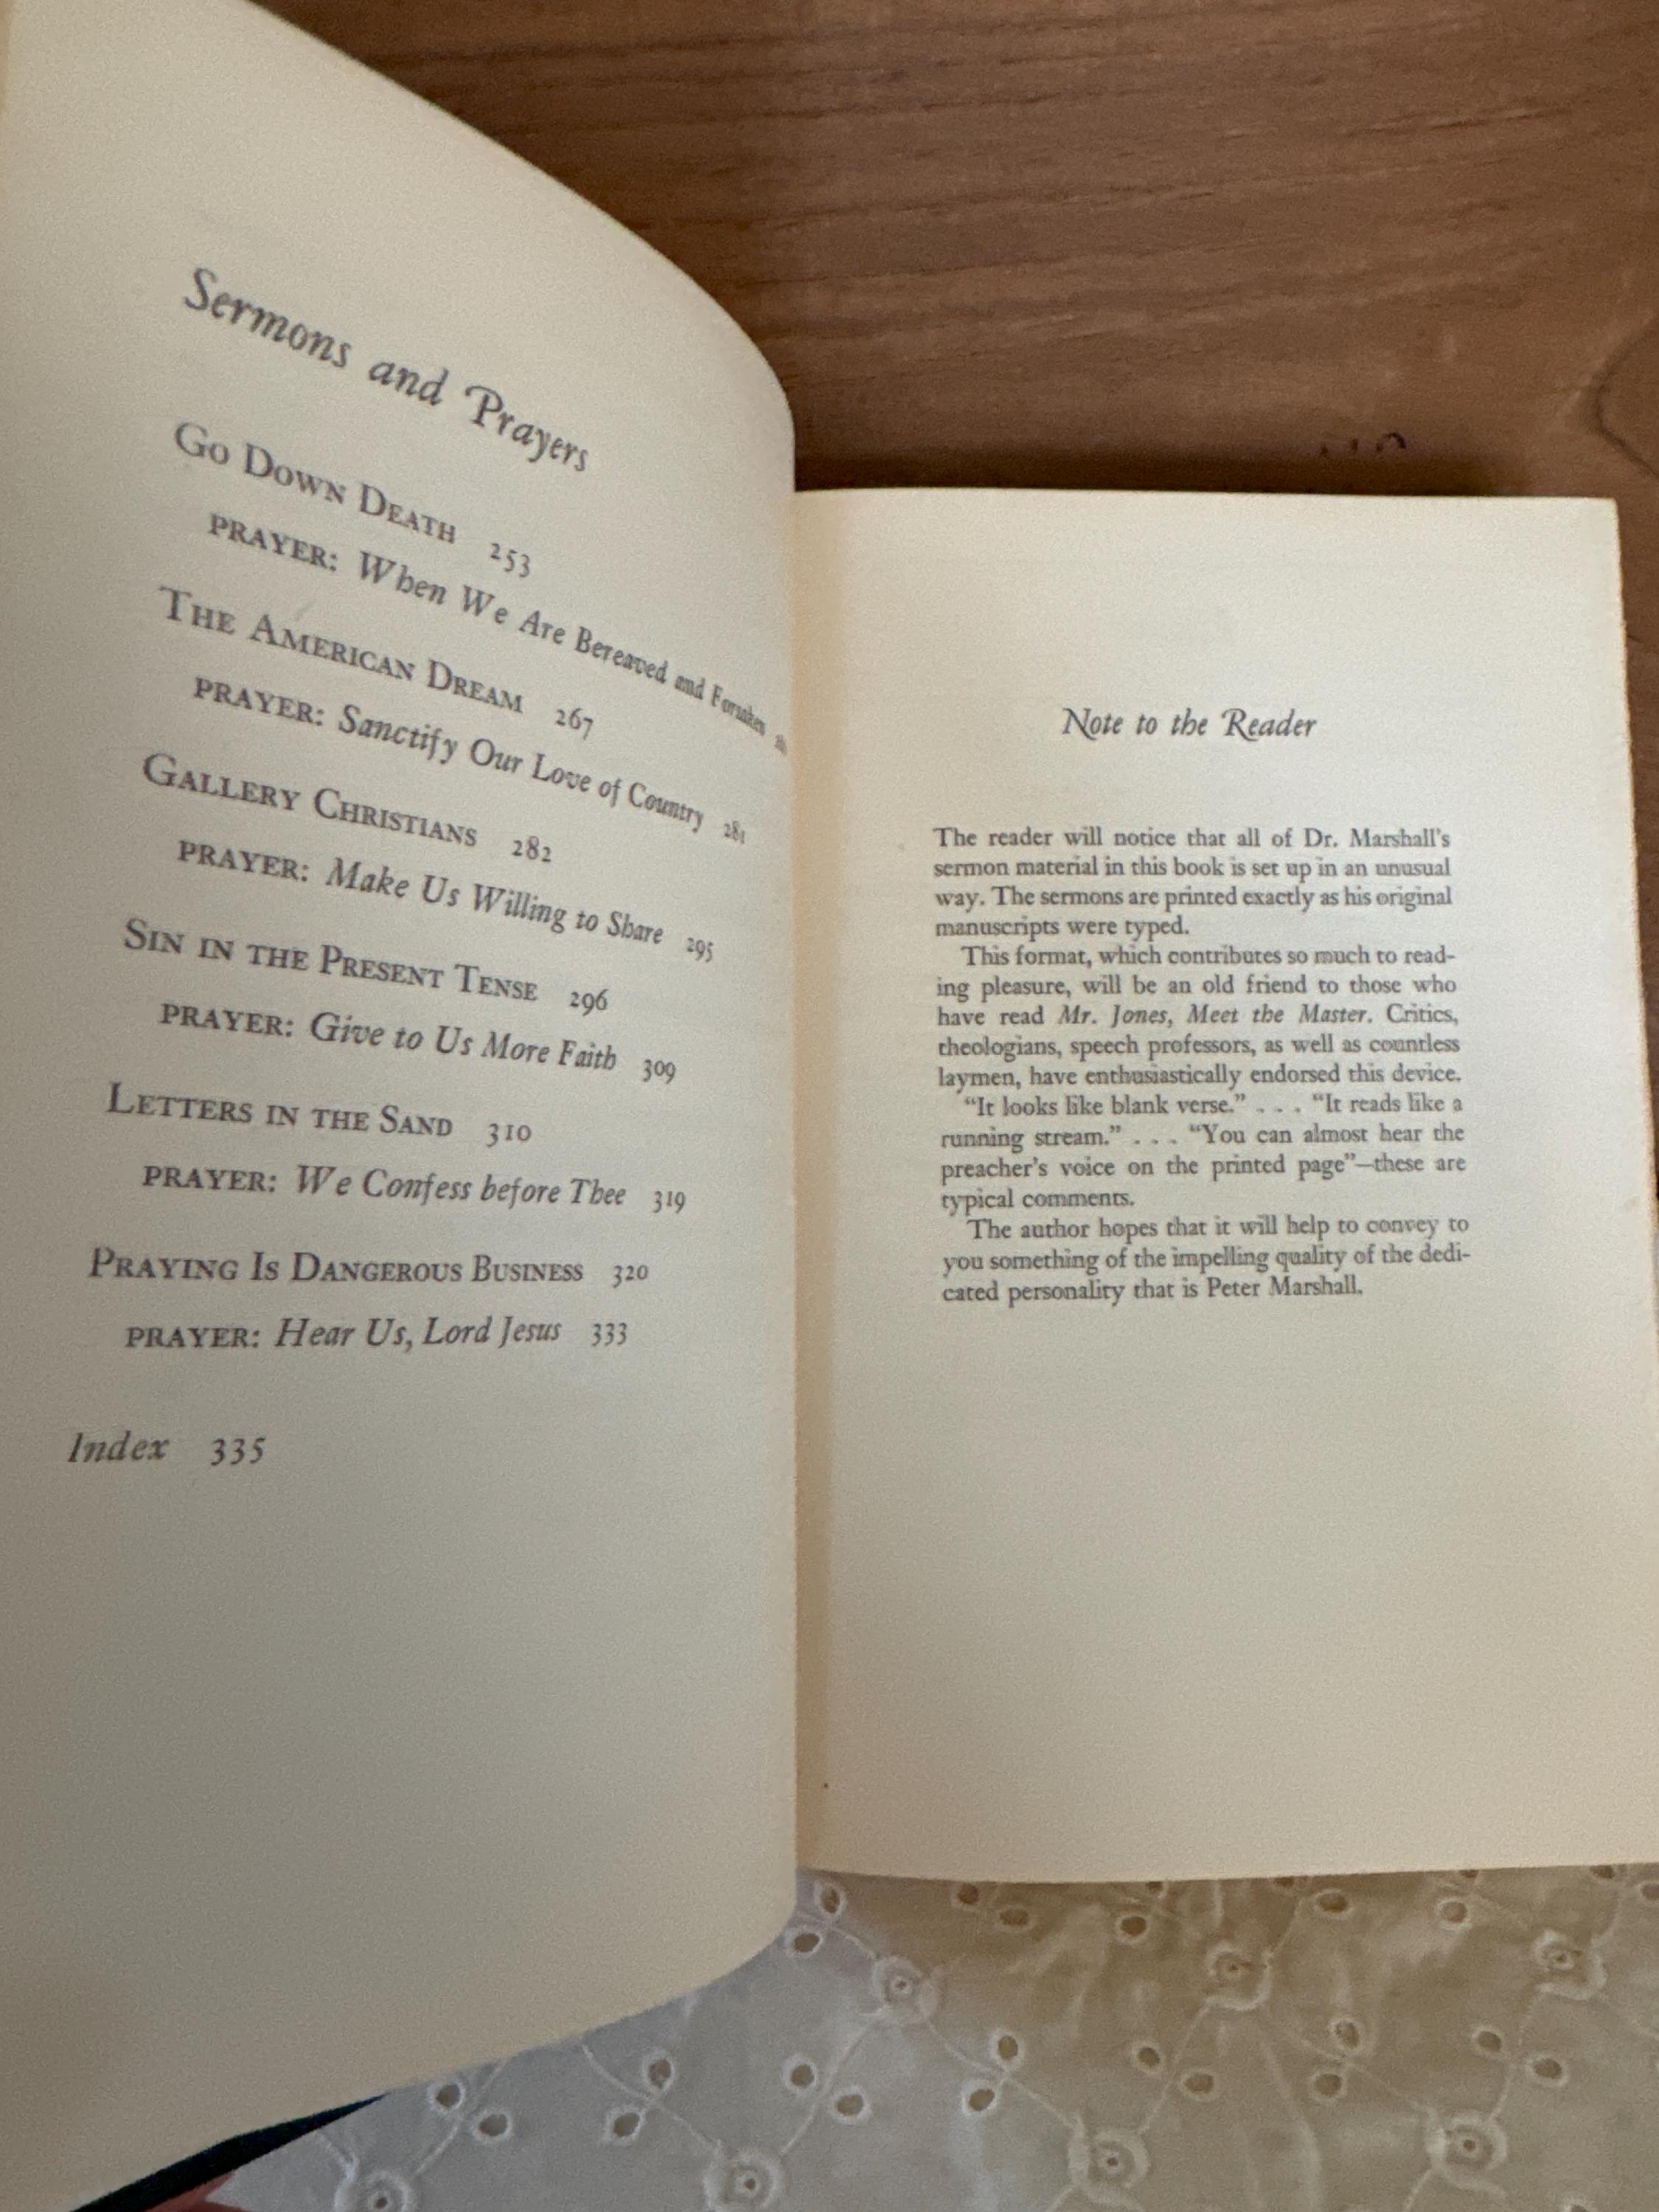 Sermons and Prayers
GO DOWN DEATH 253
PRAYER: When We Are Bereaved and Forsaken
THE AMERICAN DREAM 267
PRAYER: Sanctify Our Love of Country 281
GALLERY CHRISTIANS 282
PRAYER: Make Us Willing to Share 295
SIN IN THE PRESENT TENSE 296
PRAYER: Give to Us More Faith 309
LETTERS IN THE SAND 310
PRAYER: We Confess before Thee 319
PRAYING IS DANGEROUS BUSINESS 320
PRAYER: Hear Us, Lord Jesus 333
Index 335
Note to the Reader
The reader will notice that all of Dr. Marshall's
sermon material in this book is set up in an unusual
way. The sermons are printed exactly as his original
manuscripts were typed.
This format, which contributes so much to read-
ing pleasure, will be an old friend to those who
have read Mr. Jones, Meet the Master. Critics,
theologians, speech professors, as well as countless
laymen, have enthusiastically endorsed this device.
“It looks like blank verse.” . . . “It reads like a
running stream.” . . . “You can almost hear the
preacher's voice on the printed page”—these are
typical comments.
The author hopes that it will help to convey to
you something of the impelling quality of the dedi-
cated personality that is Peter Marshall.